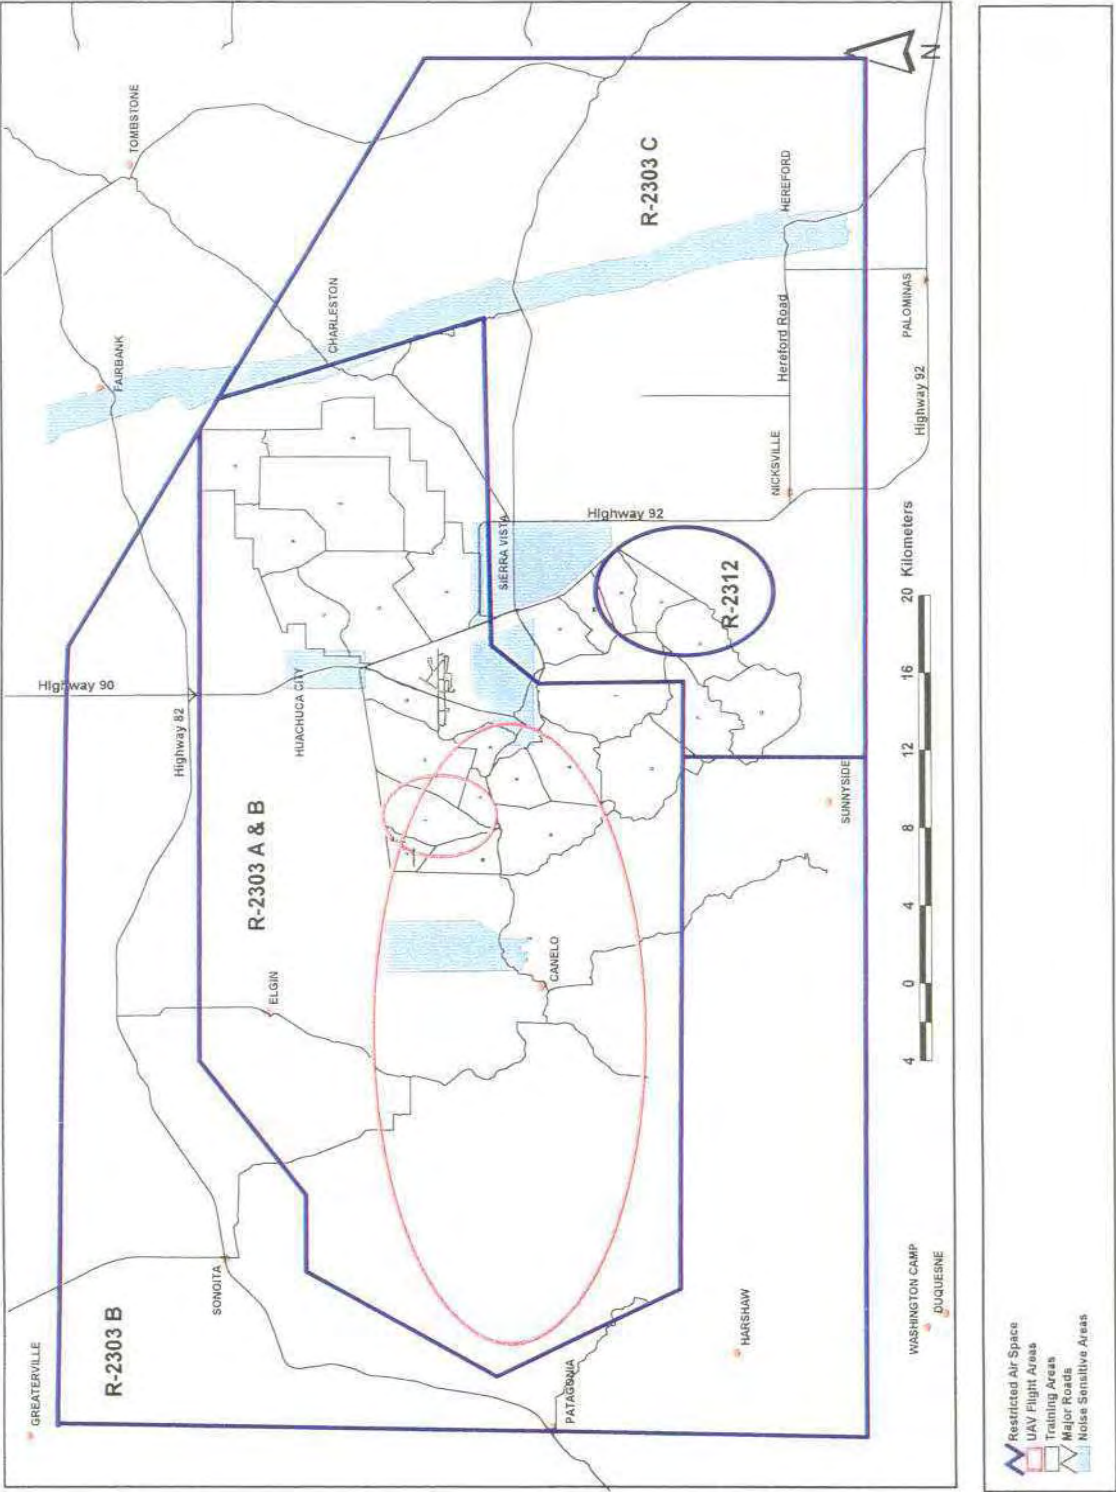 GREATERVILLE
R-2303 B
SONOITA
PATAGONIA
HARSHAW
WASHINGTON CAMP
DUQUESNE
ELGIN
CANELO
R-2303 A & B
SUNNYSIDE
Highway 90
Highway 82
HUACHUCA CITY
SIERRA VISTA
Highway 92
R-2312
NICKSVILLE
Hereford Road
Highway 92
PALOMINAS
HEREFORD
R-2303 C
CHARLESTON
FAIRBANK
TOMBSTONE
N
4 0 4 8 12 16 20 Kilometers
Restricted Air Space
UAV Flight Areas
Training Areas
Major Roads
Noise Sensitive Areas